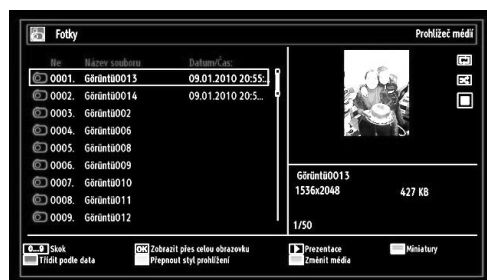 Fotky Prohlížeč médií
Ne Název souboru Datum/Čas:
0001. Görüntü0013 09.01.2010 20:55:..
0002. Görüntü0014 09.01.2010 20:5...
0003. Görüntü002
0004. Görüntü006
0005. Görüntü008
0006. Görüntü009
0007. Görüntü010
0008. Görüntü011
0009. Görüntü012
Görüntü0013
1536x2048 427 KB
1/50
0...9 Skok OK Zobrazit přes celou obrazovku Prezentace Miniatury
Třídit podle data Přepnout styl prohlížení Změnit média